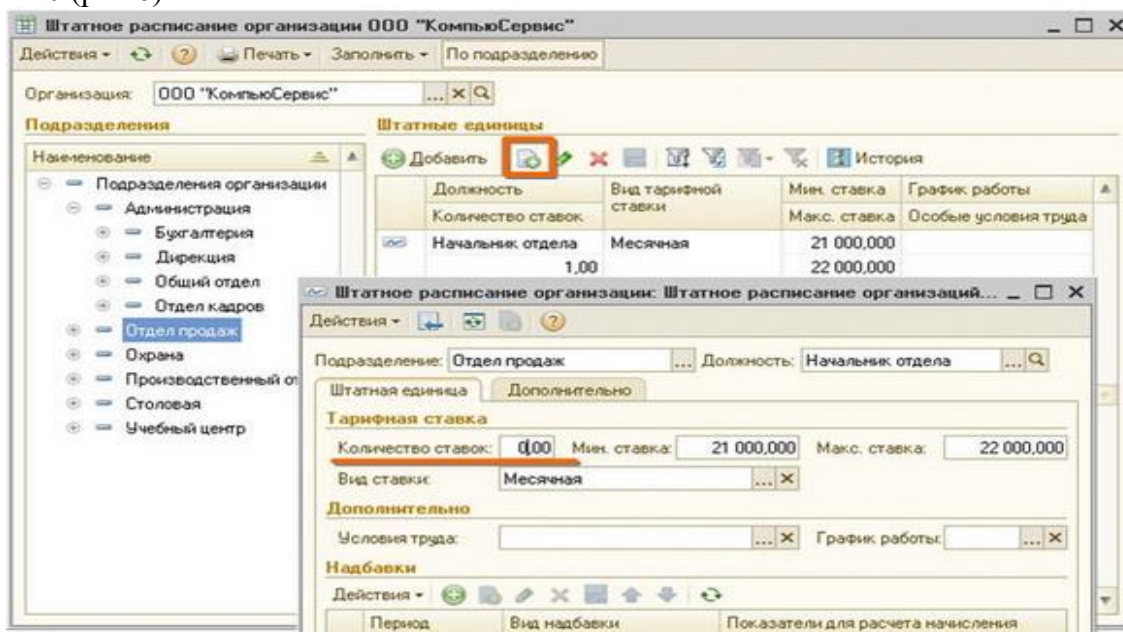 Штатное расписание организации ООО "КомпьюСервис"
Действия Печать Заполнить По подразделению
Организация: ООО "КомпьюСервис" ...
Подразделения Штатные единицы
Наименование Добавить История
Подразделения организации
Администрация
Бухгалтерия
Дирекция
Общий отдел
Отдел кадров
Отдел продаж
Охрана
Производственный
Столовая
Учебный центр
Должность Вид тарифной ставки Мин. ставка График работы
Количество ставок Макс. ставка Особые условия труда
Начальник отдела Месячная 21 000,000
1,00 22 000,000
Штатное расписание организации: Штатное расписание организаций...
Действия
Подразделение: Отдел продаж ... Должность: Начальник отдела ...
Штатная единица Дополнительно
Тарифная ставка
Количество ставок: 0,00 Мин. ставка: 21 000,000 Макс. ставка: 22 000,000
Вид ставки: Месячная ...
Дополнительно
Условия труда: ... График работы: ...
Надбавки
Действия
Период Вид надбавки Показатели для расчета начисления